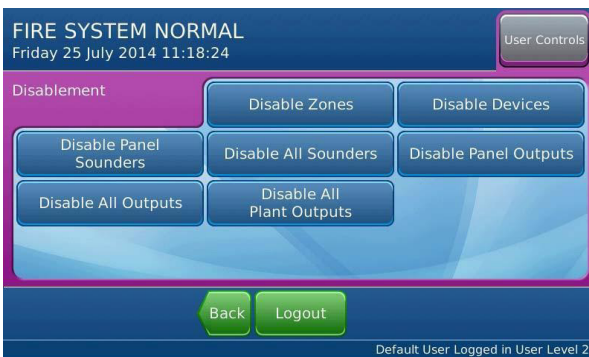 FIRE SYSTEM NORMAL
Friday 25 July 2014 11:18:24
User Controls
Disablement
Disable Zones
Disable Devices
Disable Panel
Sounders
Disable All Sounders
Disable Panel Outputs
Disable All Outputs
Disable All
Plant Outputs
Back
Logout
Default User Logged in User Level 2